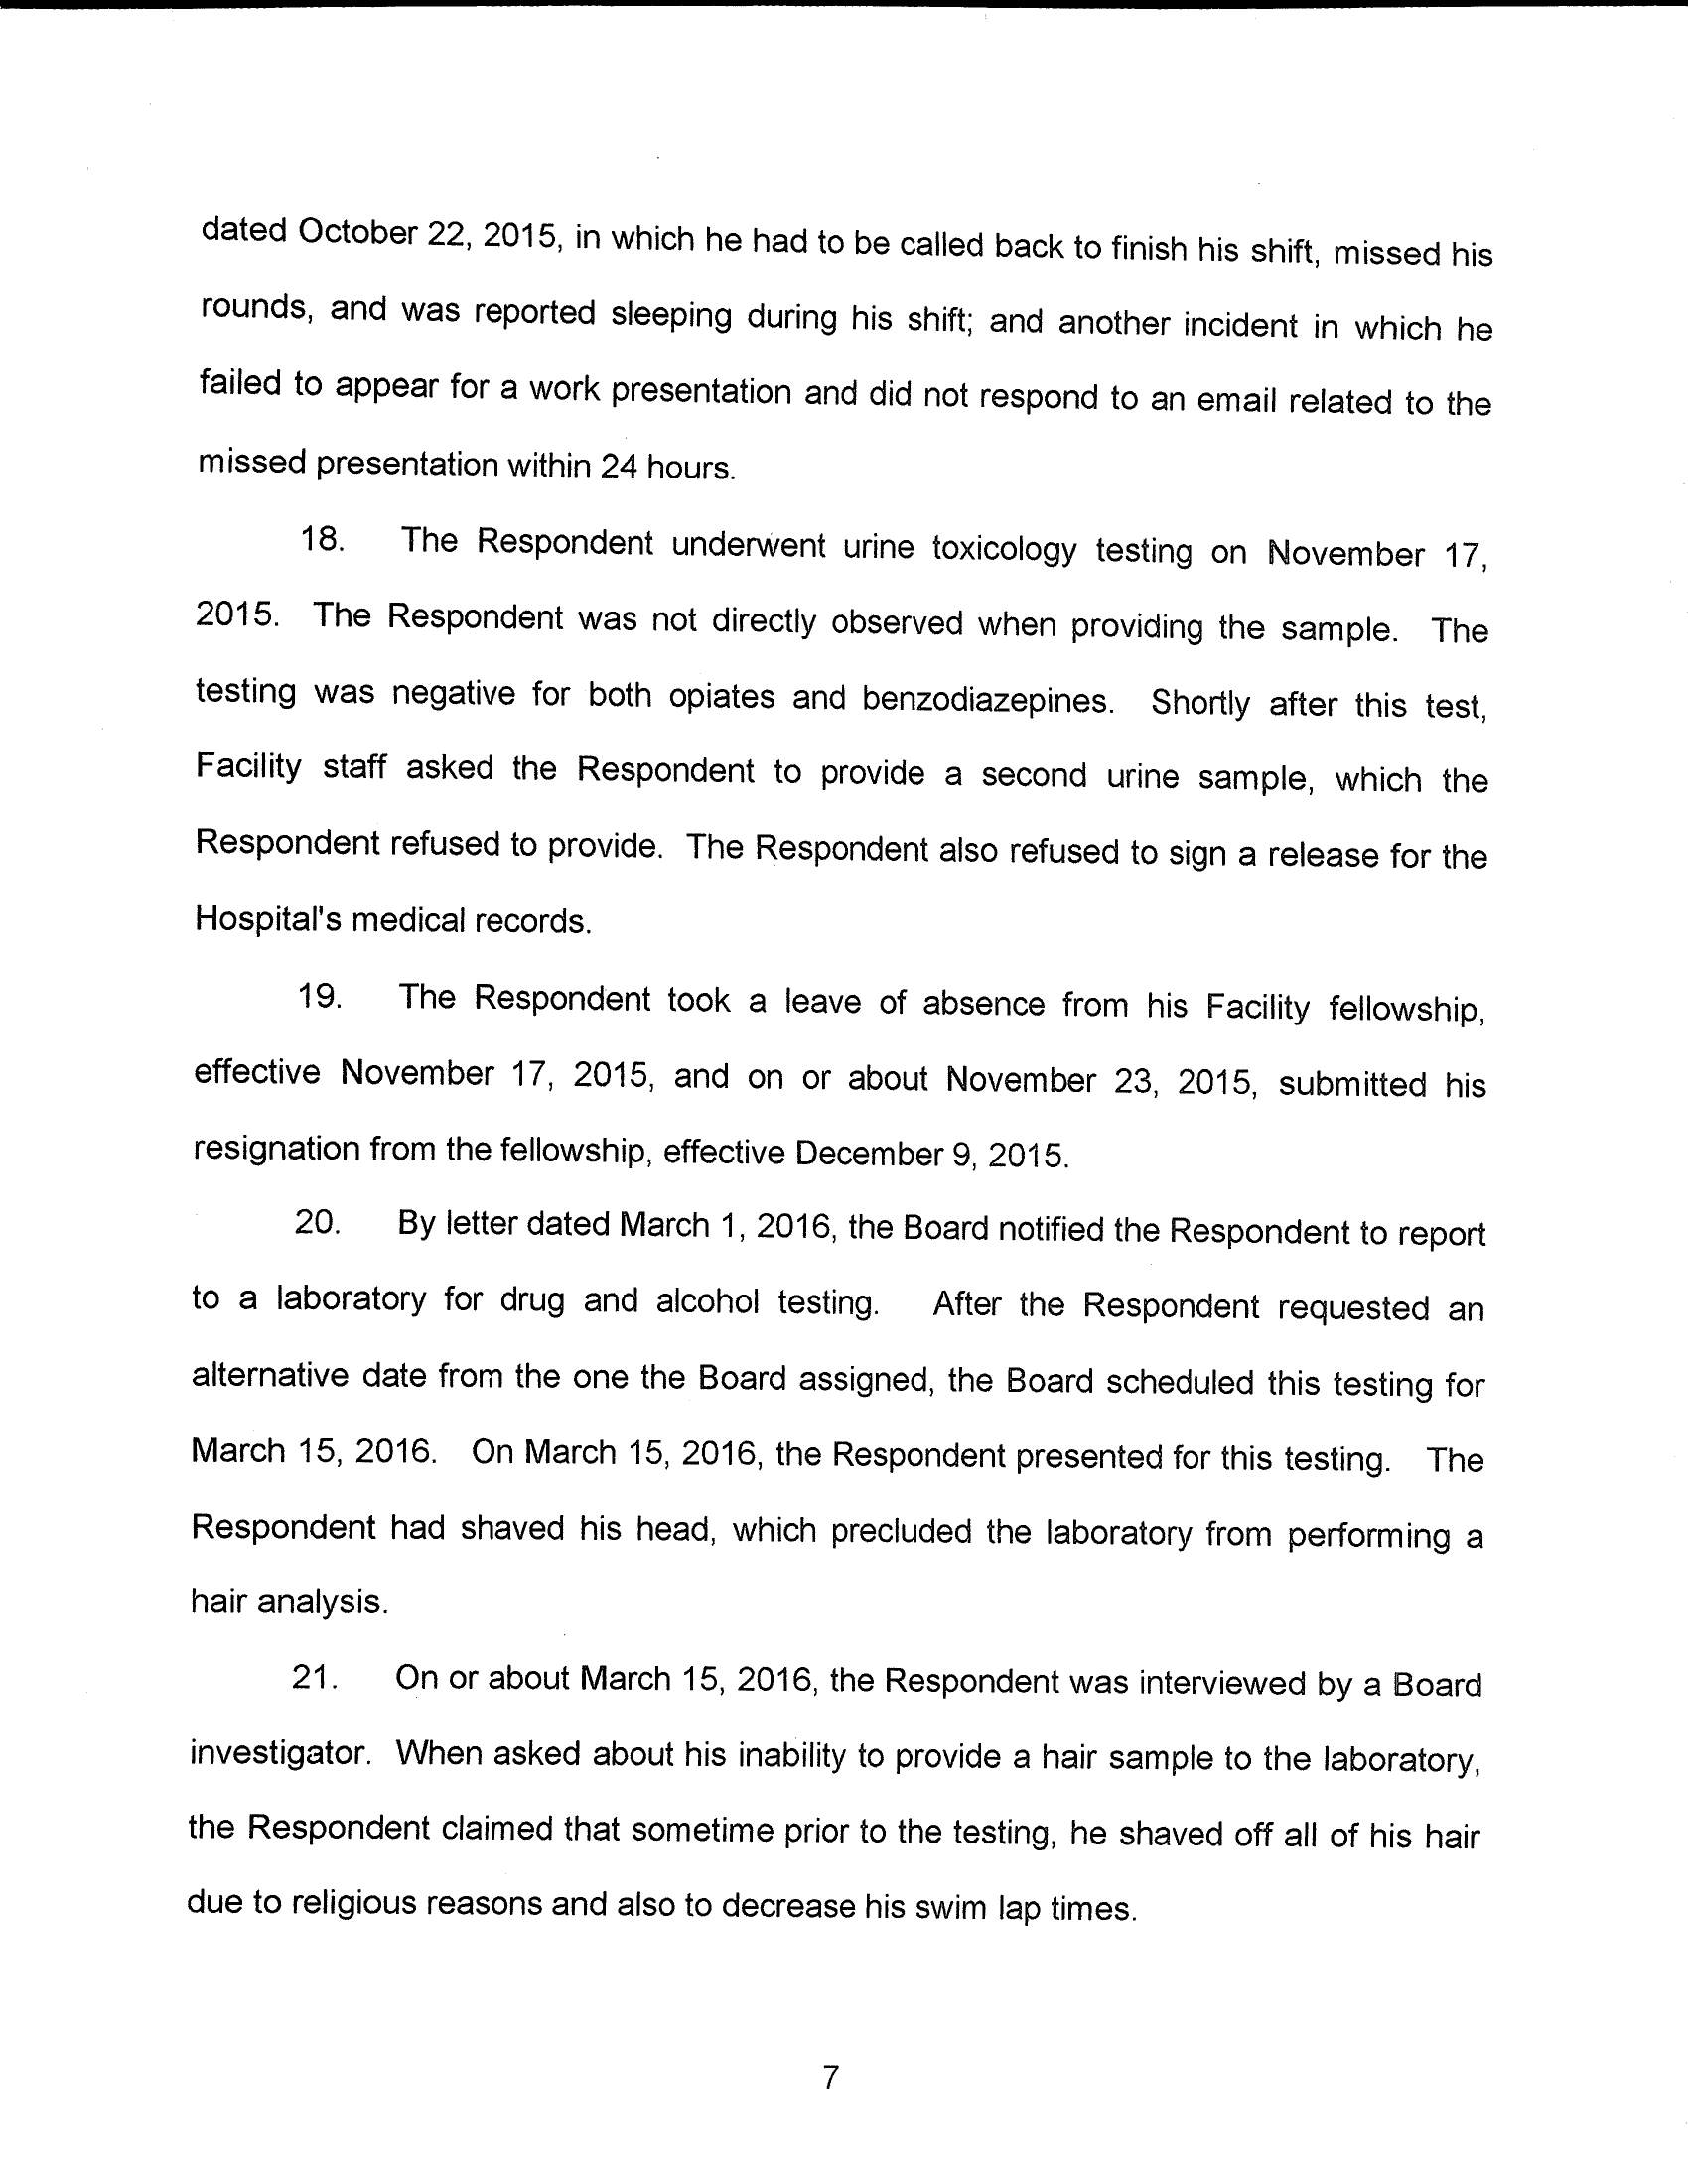 dated October 22, 2015, in which he had to be called back to finish his shift, missed his
rounds, and was reported sleeping during his shift; and another incident in which he
failed to appear for a work presentation and did not respond to an email related to the
missed presentation within 24 hours.
18. The Respondent underwent urine toxicology testing on November 17,
2015. The Respondent was not directly observed when providing the sample. The
testing was negative for both opiates and benzodiazepines. Shortly after this test,
Facility staff asked the Respondent to provide a second urine sample, which the
Respondent refused to provide. The Respondent also refused to sign a release for the
Hospital's medical records.
19. The Respondent took a leave of absence from his Facility fellowship,
effective November 17, 2015, and on or about November 23, 2015, submitted his
resignation from the fellowship, effective December 9, 2015.
20. By letter dated March 1, 2016, the Board notified the Respondent to report
to a laboratory for drug and alcohol testing. After the Respondent requested an
alternative date from the one the Board assigned, the Board scheduled this testing for
March 15, 2016. On March 15, 2016, the Respondent presented for this testing. The
Respondent had shaved his head, which precluded the laboratory from performing a
hair analysis.
21. On or about March 15, 2016, the Respondent was interviewed by a Board
investigator. When asked about his inability to provide a hair sample to the laboratory,
the Respondent claimed that sometime prior to the testing, he shaved off all of his hair
due to religious reasons and also to decrease his swim lap times.
7